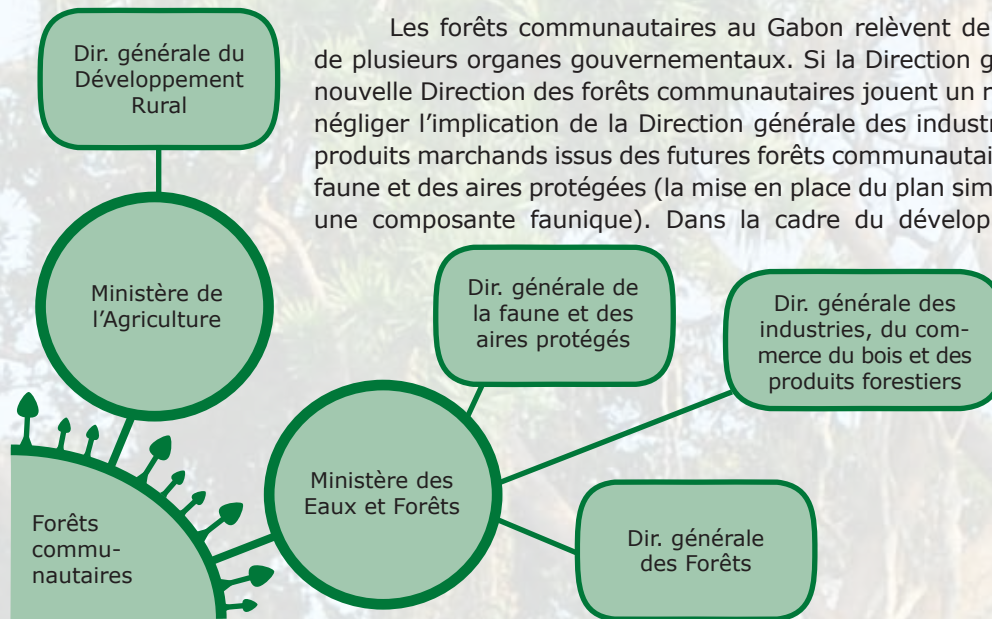 Dir. générale du
Développement
Rural
Les forêts communautaires au Gabon relèvent de
de plusieurs organes gouvernementaux. Si la Direction
nouvelle Direction des forêts communautaires jouent un
négliger l’implication de la Direction générale des
produits marchands issus des futures forêts
faune et des aires protégées (la mise en place du plan
une composante faunique). Dans la cadre du
Ministère de
l’Agriculture
Dir. générale de
la faune et des
aires protégés
Dir. générale des
industries, du com-
merce du bois et des
produits forestiers
Ministère des
Eaux et Forêts
Dir. générale
des Forêts
Forêts
commu-
nautaires